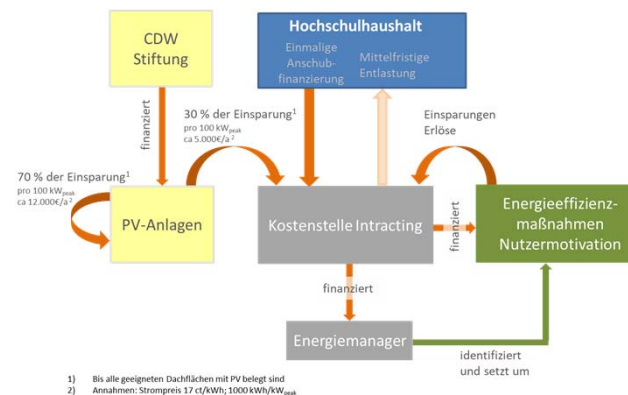 CDW
Stiftung
Hochschulhaushalt
Einmalige
Anschub-
finanzierung
Mittelfristige
Entlastung
finanziert
30 % der Einsparung1
pro 100 kWpeak
ca 5.000€/a 2
Einsparungen
Erlöse
70 % der Einsparung1
pro 100 kWpeak
ca 12.000€/a 2
PV-Anlagen
Kostenstelle Intracting
finanziert
Energieeffizienz-
maßnahmen
Nutzermotivation
finanziert
Energiemanager
identifiziert
und setzt um
1) Bis alle geeigneten Dachflächen mit PV belegt sind
2) Annahmen: Strompreis 17 ct/kWh; 1000 kWh/kWpeak